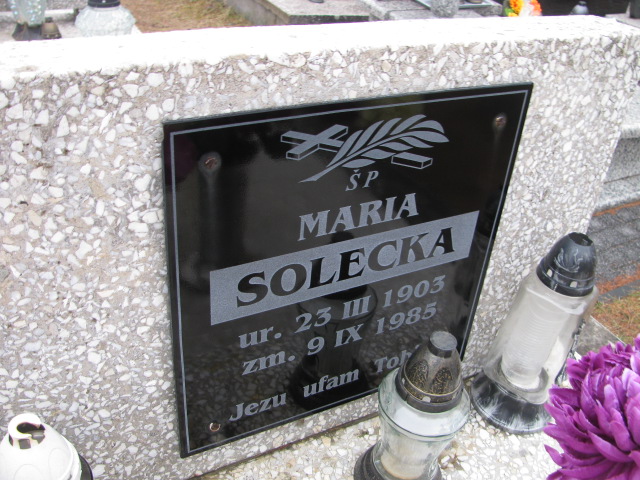 ŚP
MARIA
SOLECKA
ur. 23 III 1903
zm. 9 IX 1985
Jezu ufam